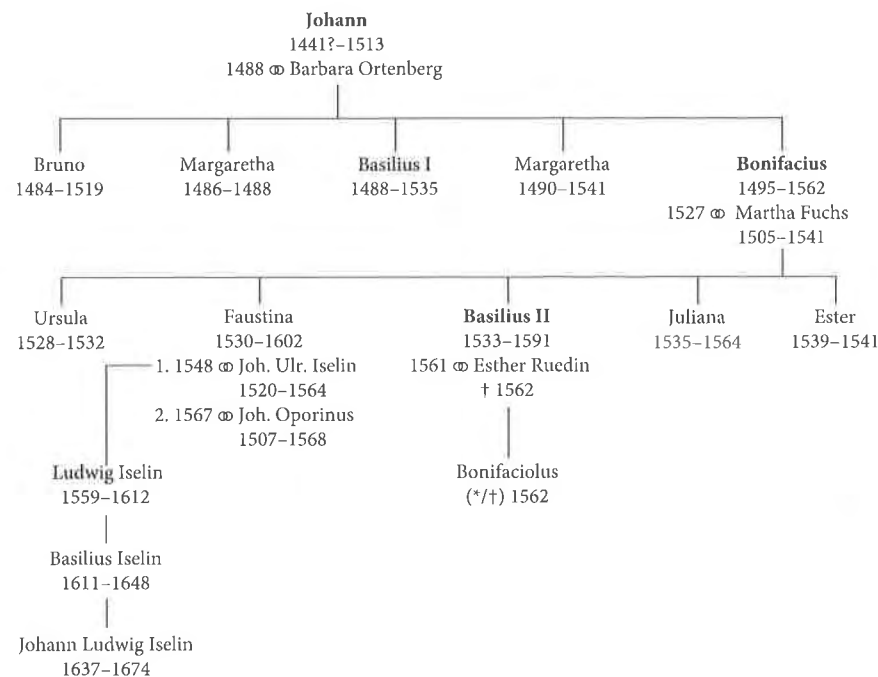 Johann
1441?–1513
1488 ⚭ Barbara Ortenberg
Bruno
1484–1519
Margaretha
1486–1488
Basilius I
1488–1535
Margaretha
1490–1541
Bonifacius
1495–1562
1527 ⚭ Martha Fuchs
1505–1541
Ursula
1528–1532
Faustina
1530–1602
1. 1548 ⚭ Joh. Ulr. Iselin
1520–1564
2. 1567 ⚭ Joh. Oporinus
1507–1568
Basilius II
1533–1591
1561 ⚭ Esther Ruedin
† 1562
Juliana
1535–1564
Ester
1539–1541
Ludwig Iselin
1559–1612
Bonifaciolus
(*/†) 1562
Basilius Iselin
1611–1648
Johann Ludwig Iselin
1637–1674